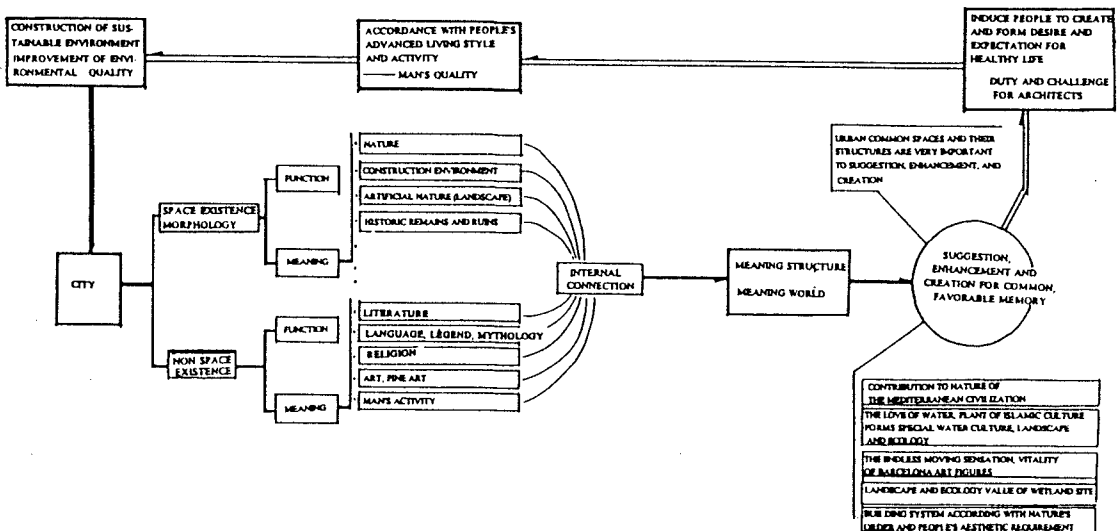 CONSTRUCTION OF SUS-
TAINABLE ENVIRONMENT
IMPROVEMENT OF ENVI-
RONMENTAL QUALITY
ACCORDANCE WITH PEOPLE'S
ADVANCED LIVING STYLE
AND ACTIVITY
MAN'S QUALITY
INDUCE PEOPLE TO CREATE
AND FORM DESIRE AND
EXPECTATION FOR
HEALTHY LIFE
DUTY AND CHALLENGE
FOR ARCHITECTS
URBAN COMMON SPACES AND THEIR
STRUCTURES ARE VERY IMPORTANT
TO SUGGESTION, ENHANCEMENT, AND
CREATION
CITY
SPACE EXISTENCE
MORPHOLOGY
NON SPACE
EXISTENCE
FUNCTION
MEANING
FUNCTION
MEANING
NATURE
CONSTRUCTION ENVIRONMENT
ARTIFICIAL NATURE (LANDSCAPE)
HISTORIC REMAINS AND RUINS
LITERATURE
LANGUAGE, LEGEND, MYTHOLOGY
RELIGION
ART, FINE ART
MAN'S ACTIVITY
INTERNAL
CONNECTION
MEANING STRUCTURE
MEANING WORLD
SUGGESTION,
ENHANCEMENT AND
CREATION FOR COMMON,
FAVORABLE MEMORY
CONTRIBUTION TO NATURE OF
THE MEDITERRANEAN CIVILIZATION
THE LOVE OF WATER, PLANT OF ISLAMIC CULTURE
FORMS SPECIAL WATER CULTURE, LANDSCAPE
AND ECOLOGY
THE ENDLESS MOVING SENSATION, VITALITY
OF BARCELONA ART FIGURES
LANDSCAPE AND ECOLOGY VALUE OF WETLAND SITE
BUILDING SYSTEM ACCORDING WITH NATURE'S
ORDER AND PEOPLE'S AESTHETIC REQUIREMENT